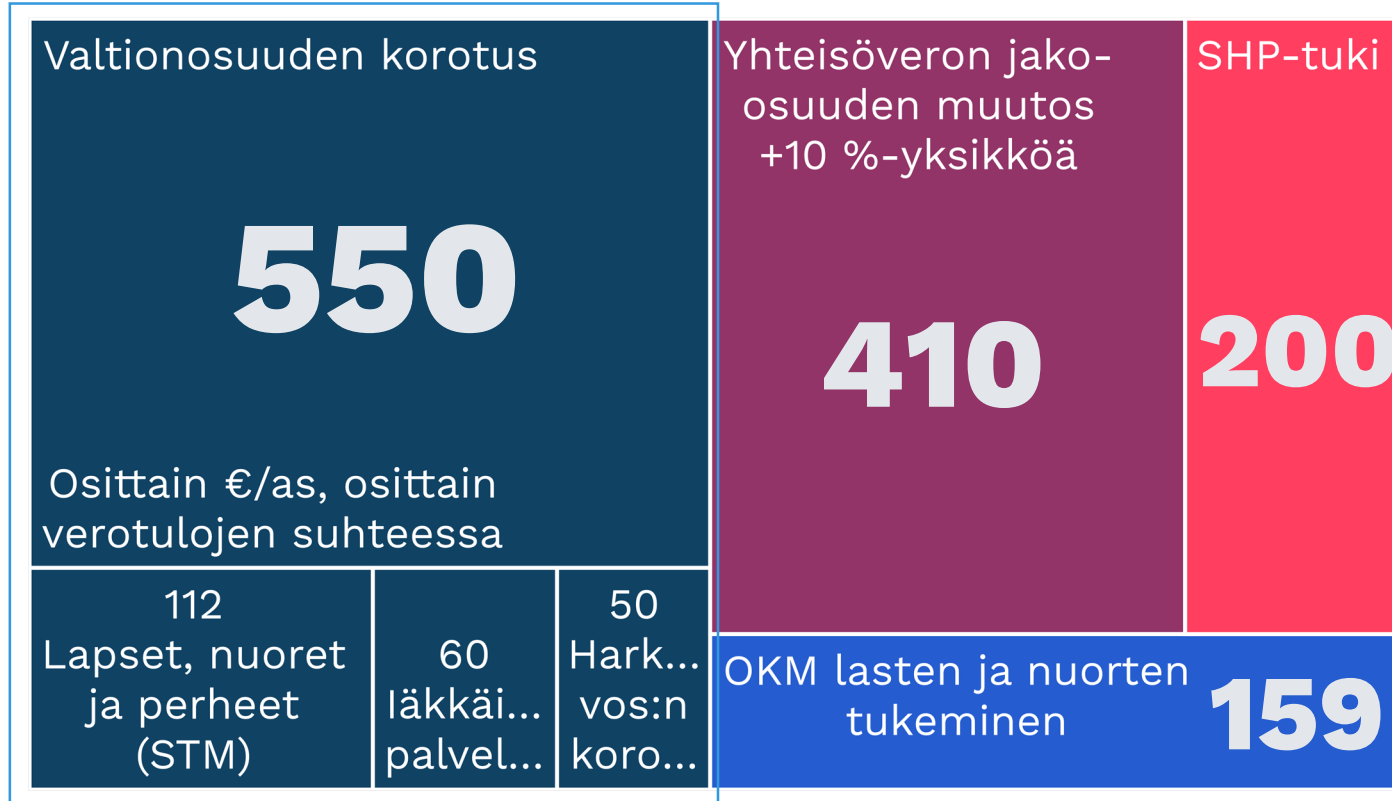 Valtionosuuden korotus
550
Osittain €/as, osittain
verotulojen suhteessa
112
Lapset, nuoret
ja perheet
(STM)
60
Iäkkäi...
palvel...
50
Hark...
vos:n
koro...
Yhteisöveron jako-
osuuden muutos
+10 %-yksikköä
410
SHP-tuki
200
OKM lasten ja nuorten
tukeminen
159